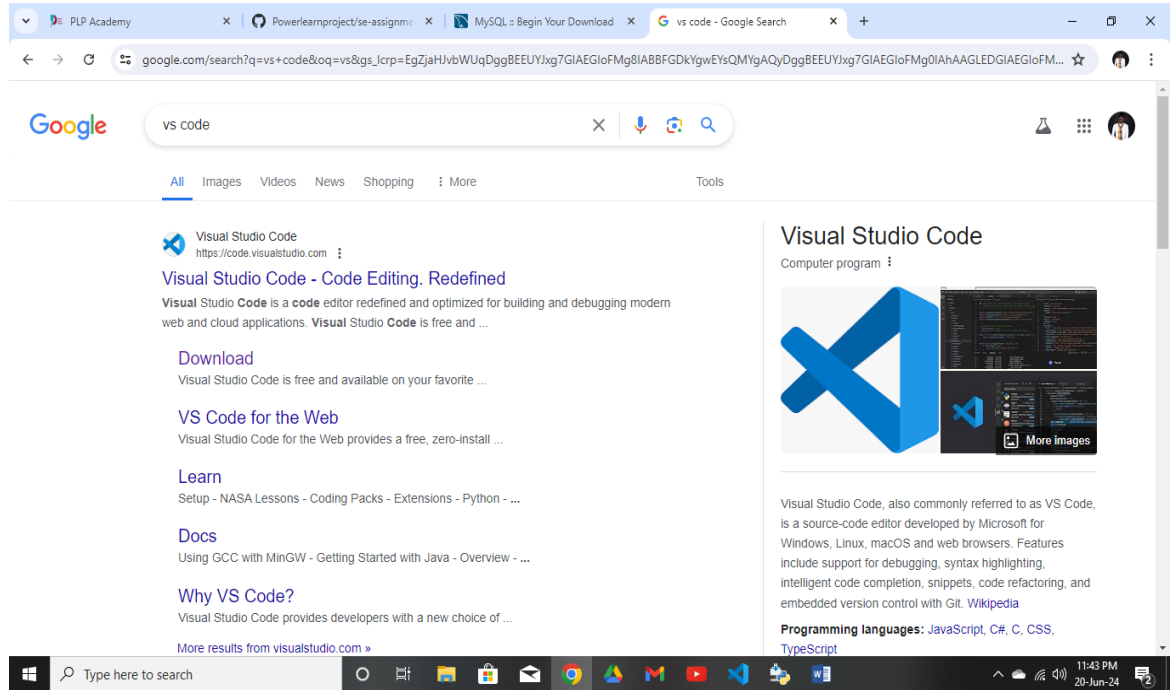 PLP Academy
Powerlearnproject/se-assignme
MySQL :: Begin Your Download
vs code - Google Search
google.com/search?q=vs+code&oq=vs&gs_lcrp=EgZjaHJvbWUqDggBEEUYJxg7GIAEGIoFMg8IABBFGDkYgwEYsQMYgAQyDggBEEUYJxg7GIAEGIoFMg0IAhAAGLEDGIAEGIoFM...
Google
vs code
All Images Videos News Shopping More Tools
Visual Studio Code
https://code.visualstudio.com
Visual Studio Code - Code Editing. Redefined
Visual Studio Code is a code editor redefined and optimized for building and debugging modern
web and cloud applications. Visual Studio Code is free and ...
Download
Visual Studio Code is free and available on your favorite ...
VS Code for the Web
Visual Studio Code for the Web provides a free, zero-install ...
Learn
Setup - NASA Lessons - Coding Packs - Extensions - Python - ...
Docs
Using GCC with MinGW - Getting Started with Java - Overview - ...
Why VS Code?
Visual Studio Code provides developers with a new choice of ...
More results from visualstudio.com »
Visual Studio Code
Computer program
More images
Visual Studio Code, also commonly referred to as VS Code,
is a source-code editor developed by Microsoft for
Windows, Linux, macOS and web browsers. Features
include support for debugging, syntax highlighting,
intelligent code completion, snippets, code refactoring, and
embedded version control with Git. Wikipedia
Programming languages: JavaScript, C#, C, CSS,
TypeScript
Type here to search
11:43 PM
20-Jun-24
2